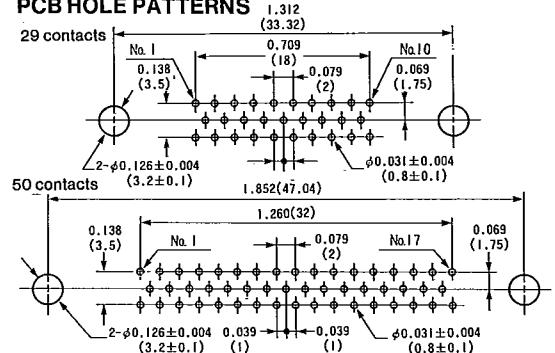 PCB HOLE PATTERNS
1.312
(33.32)
29 contacts
0.709
(18)
No.1
No.10
0.138
(3.5)
0.079
(2)
0.069
(1.75)
2-φ0.126±0.004
(3.2±0.1)
φ0.031±0.004
(0.8±0.1)
50 contacts
1.852(47.04)
1.260(32)
0.138
(3.5)
No.1
0.079
(2)
No.17
0.069
(1.75)
2-φ0.126±0.004
(3.2±0.1)
0.039
(1)
0.039
(1)
φ0.031±0.004
(0.8±0.1)